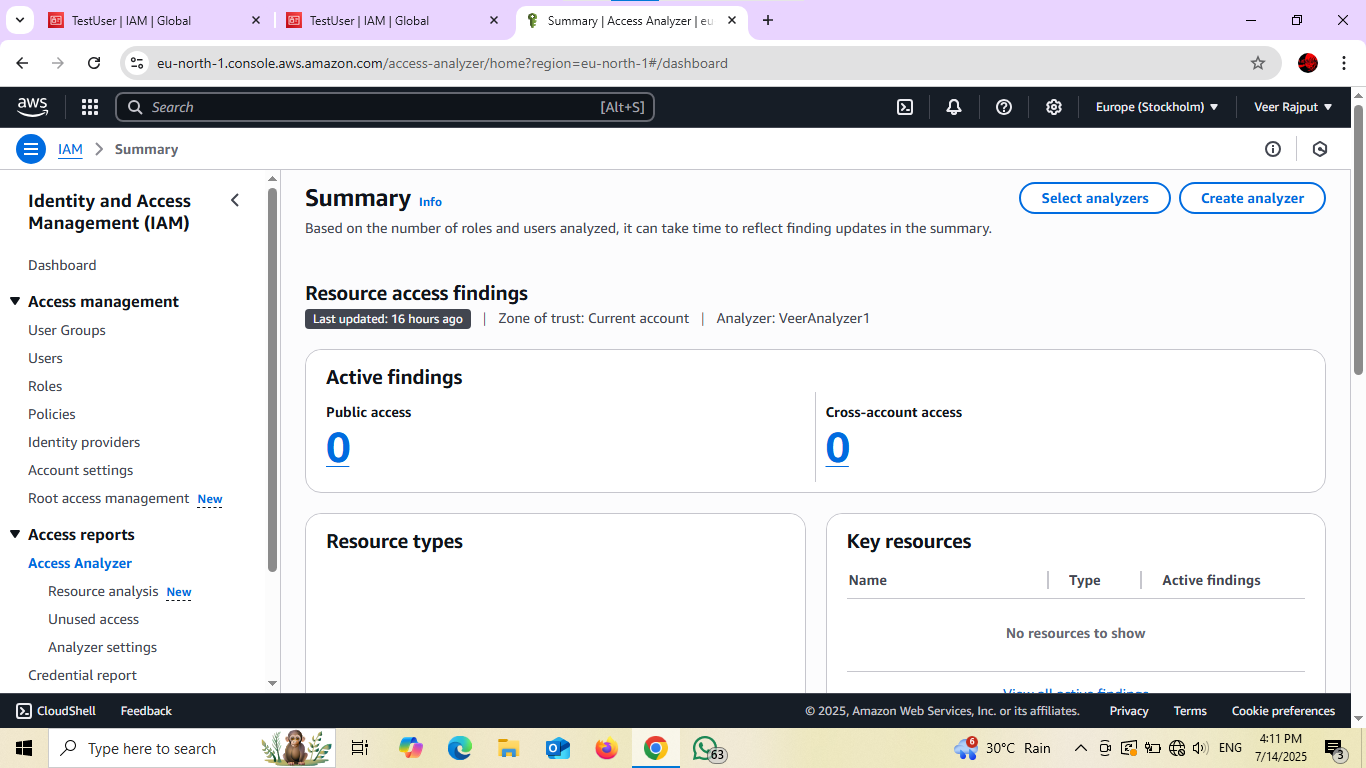 TestUser | IAM | Global
TestUser | IAM | Global
Summary | Access Analyzer | eu
eu-north-1.console.aws.amazon.com/access-analyzer/home?region=eu-north-1#/dashboard
aws
Search
[Alt+S]
Europe (Stockholm)
Veer Rajput
IAM
Summary
Identity and Access
Management (IAM)
Dashboard
Access management
User Groups
Users
Roles
Policies
Identity providers
Account settings
Root access management New
Access reports
Access Analyzer
Resource analysis New
Unused access
Analyzer settings
Credential report
Summary Info
Select analyzers
Create analyzer
Based on the number of roles and users analyzed, it can take time to reflect finding updates in the summary.
Resource access findings
Last updated: 16 hours ago | Zone of trust: Current account | Analyzer: VeerAnalyzer1
Active findings
Public access
0
Cross-account access
0
Resource types
Key resources
Name Type Active findings
No resources to show
View all active findings
CloudShell Feedback
© 2025, Amazon Web Services, Inc. or its affiliates. Privacy Terms Cookie preferences
Type here to search
63
6
30°C Rain
ENG
4:11 PM
7/14/2025
3